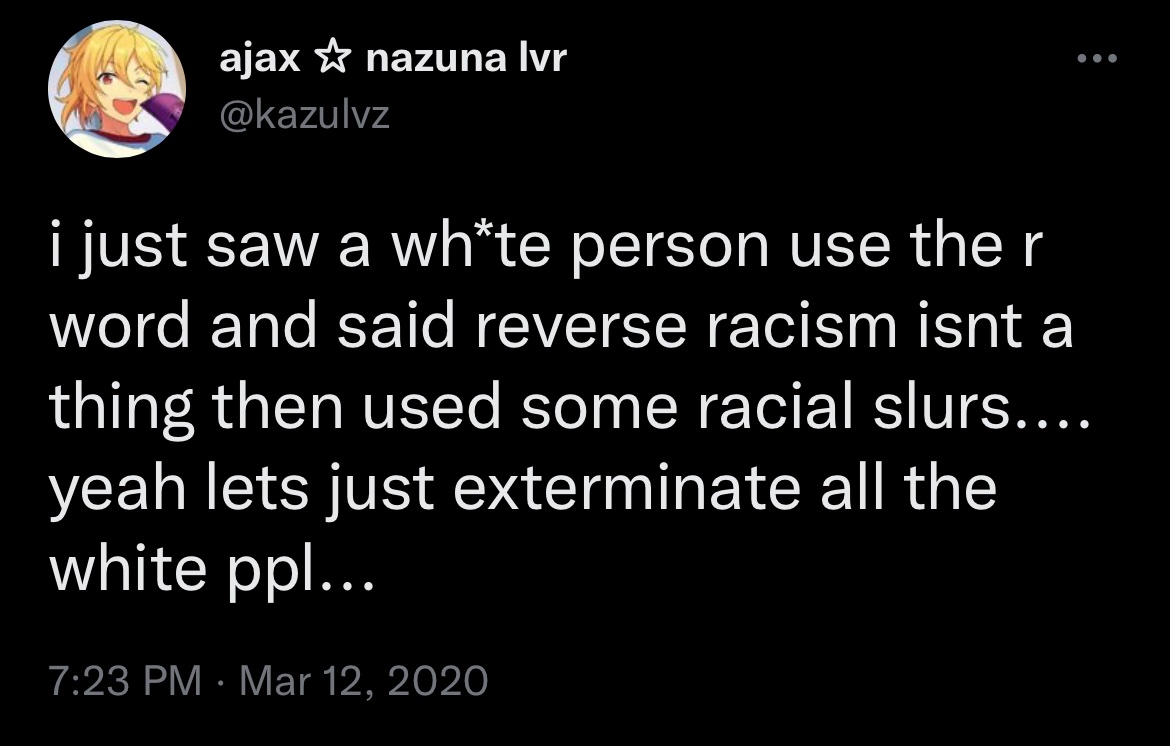 ajax ☆ nazuna lvr
@kazulvz
i just saw a wh*te person use the r
word and said reverse racism isnt a
thing then used some racial slurs....
yeah lets just exterminate all the
white ppl...
7:23 PM · Mar 12, 2020